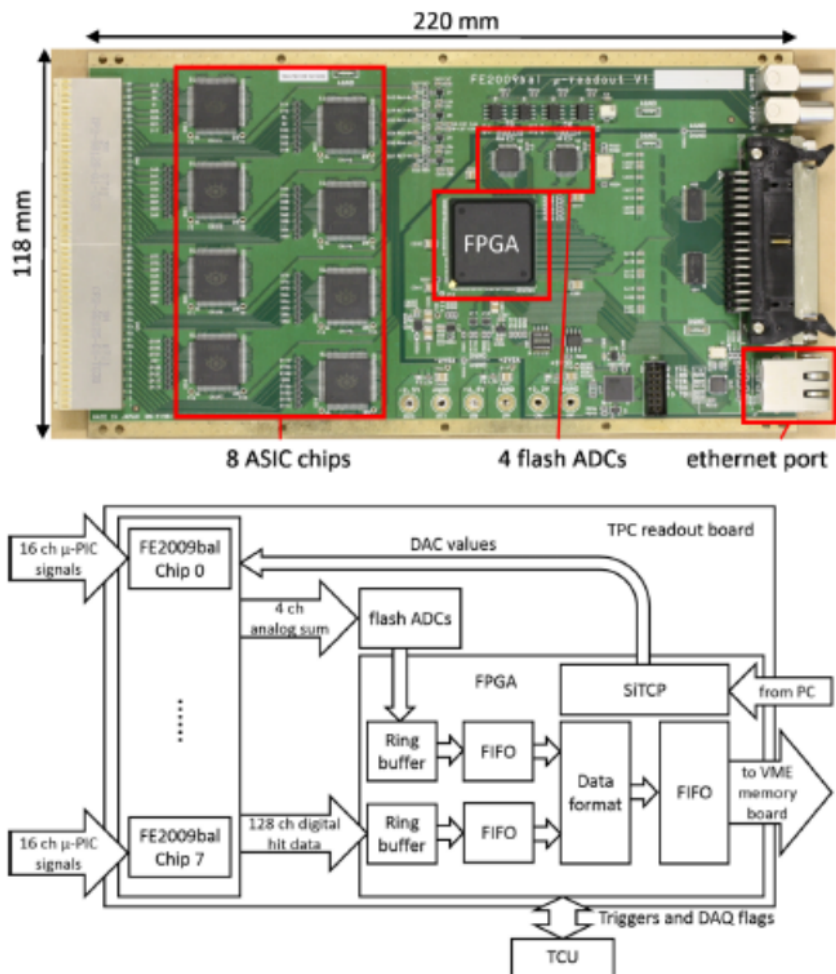 220 mm
118 mm
FE2009bal μ-readout V1
FPGA
8 ASIC chips
4 flash ADCs
ethernet port
TPC readout board
16 ch μ-PIC
signals
FE2009bal
Chip 0
DAC values
4 ch
analog sum
flash ADCs
FPGA
SiTCP
from PC
Ring
buffer
FIFO
Data
format
FIFO
to VME
memory
board
16 ch μ-PIC
signals
FE2009bal
Chip 7
128 ch digital
hit data
Ring
buffer
FIFO
Triggers and DAQ flags
TCU